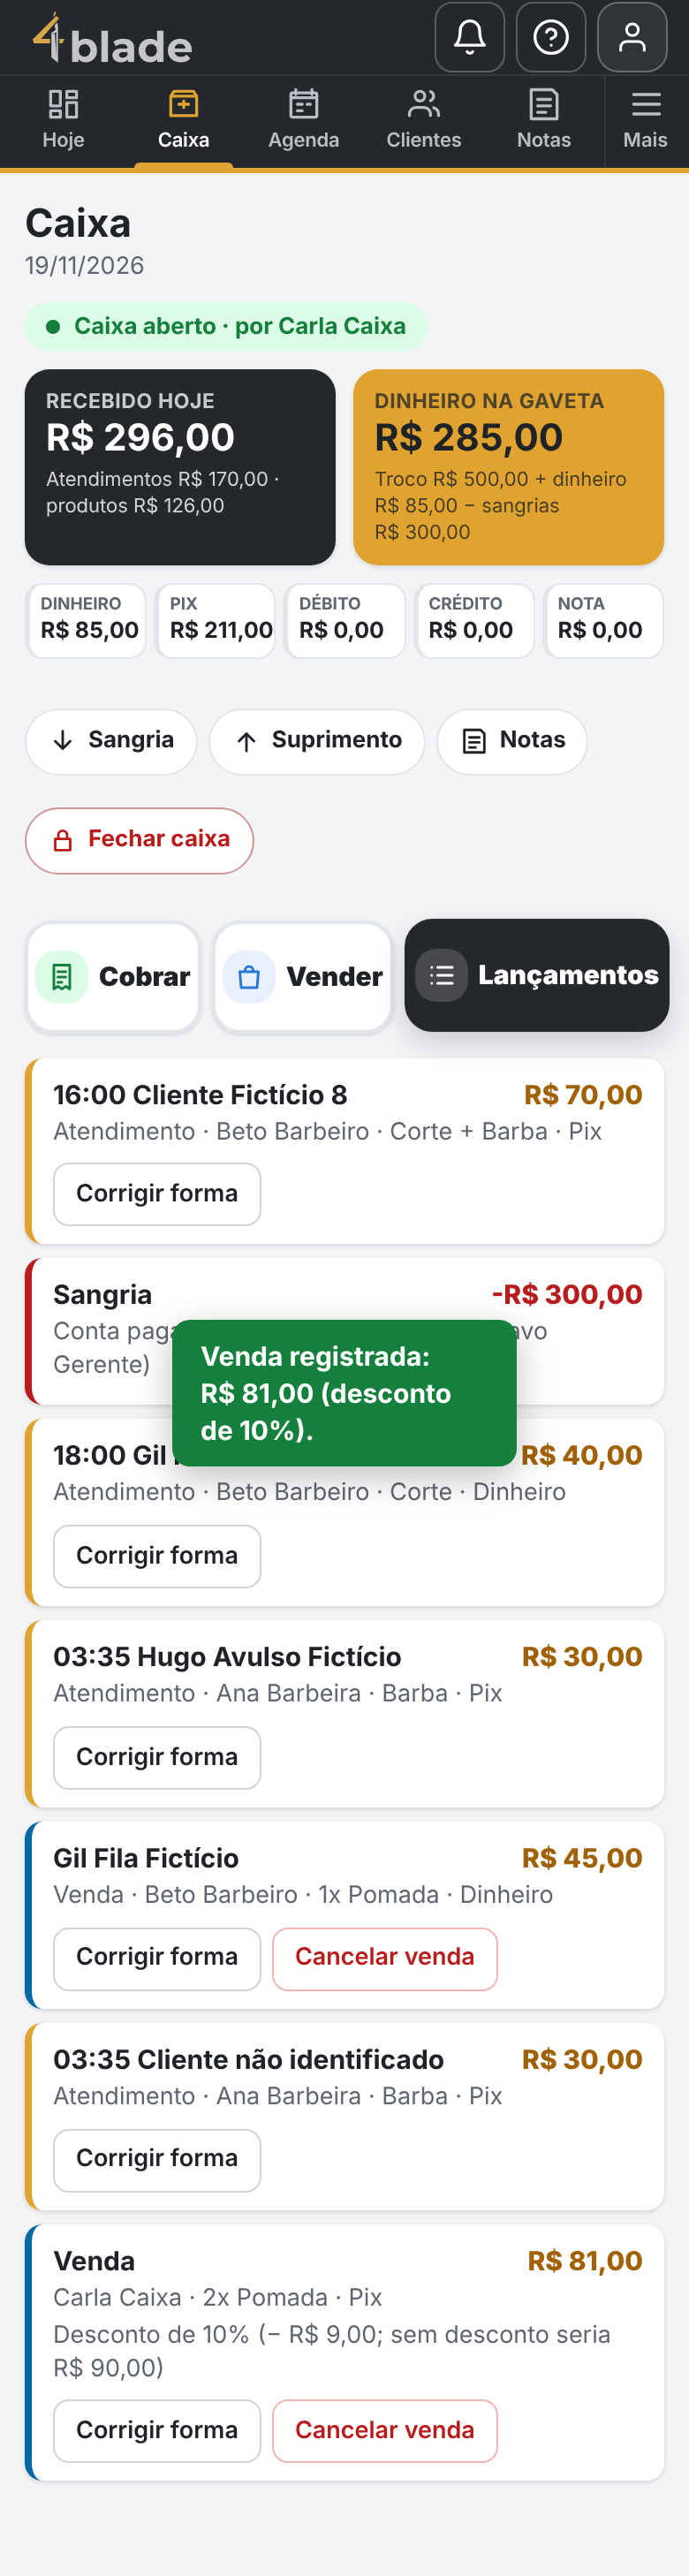 4blade
Hoje
Caixa
Agenda
Clientes
Notas
Mais
Caixa
19/11/2026
Caixa aberto · por Carla Caixa
RECEBIDO HOJE
R$ 296,00
Atendimentos R$ 170,00 ·
produtos R$ 126,00
DINHEIRO NA GAVETA
R$ 285,00
Troco R$ 500,00 + dinheiro
R$ 85,00 − sangrias
R$ 300,00
DINHEIRO
R$ 85,00
PIX
R$ 211,00
DÉBITO
R$ 0,00
CRÉDITO
R$ 0,00
NOTA
R$ 0,00
Sangria
Suprimento
Notas
Fechar caixa
Cobrar
Vender
Lançamentos
16:00 Cliente Fictício 8
R$ 70,00
Atendimento · Beto Barbeiro · Corte + Barba · Pix
Corrigir forma
Sangria
-R$ 300,00
Conta
Gerente)
Venda registrada:
R$ 81,00 (desconto
de 10%).
18:00 Gil
R$ 40,00
Atendimento · Beto Barbeiro · Corte · Dinheiro
Corrigir forma
03:35 Hugo Avulso Fictício
R$ 30,00
Atendimento · Ana Barbeira · Barba · Pix
Corrigir forma
Gil Fila Fictício
R$ 45,00
Venda · Beto Barbeiro · 1x Pomada · Dinheiro
Corrigir forma
Cancelar venda
03:35 Cliente não identificado
R$ 30,00
Atendimento · Ana Barbeira · Barba · Pix
Corrigir forma
Venda
R$ 81,00
Carla Caixa · 2x Pomada · Pix
Desconto de 10% (− R$ 9,00; sem desconto seria
R$ 90,00)
Corrigir forma
Cancelar venda